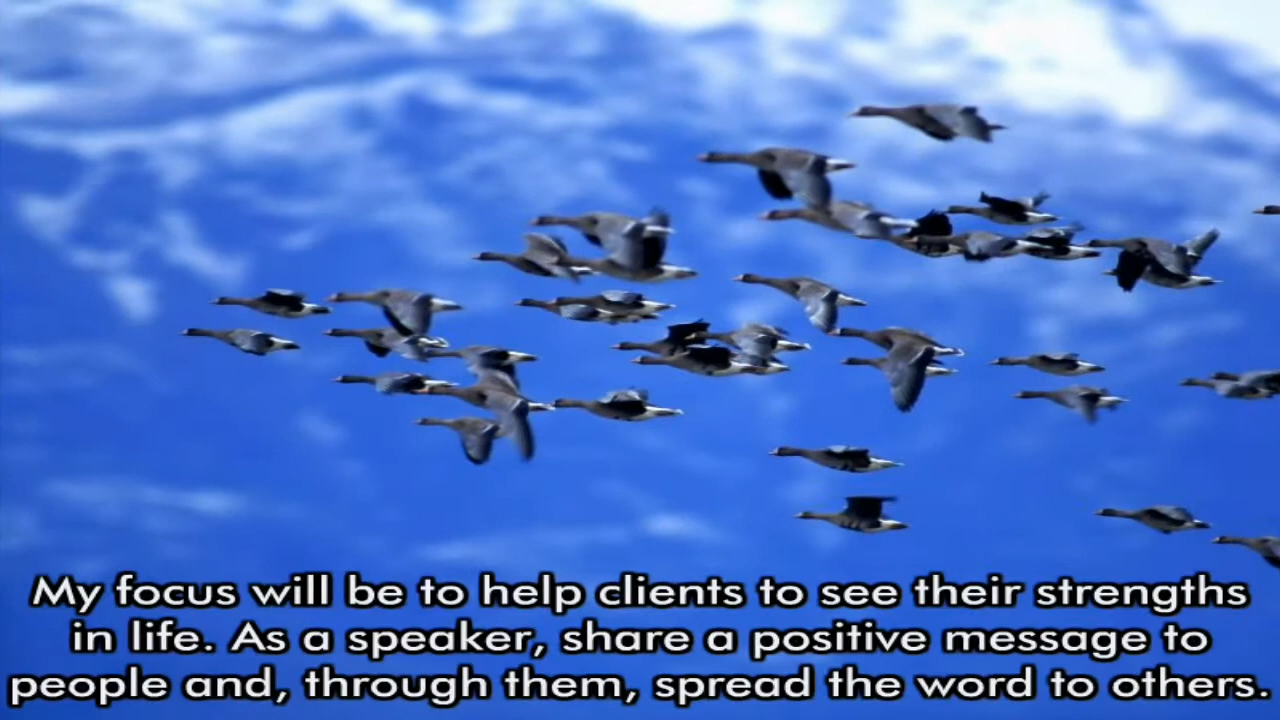 My focus will be to help clients to see their strengths
in life. As a speaker, share a positive message to
people and, through them, spread the word to others.